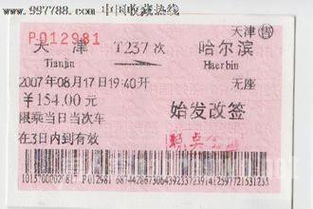 www.997788.com 中国收藏热线
P012981
天津(售)
天 津 T237次 哈尔滨
Tianjin Haerbin
2007年08月17日19:40开 无座
￥154.00元
限乘当日当次车
始发改签
在3日内到有效